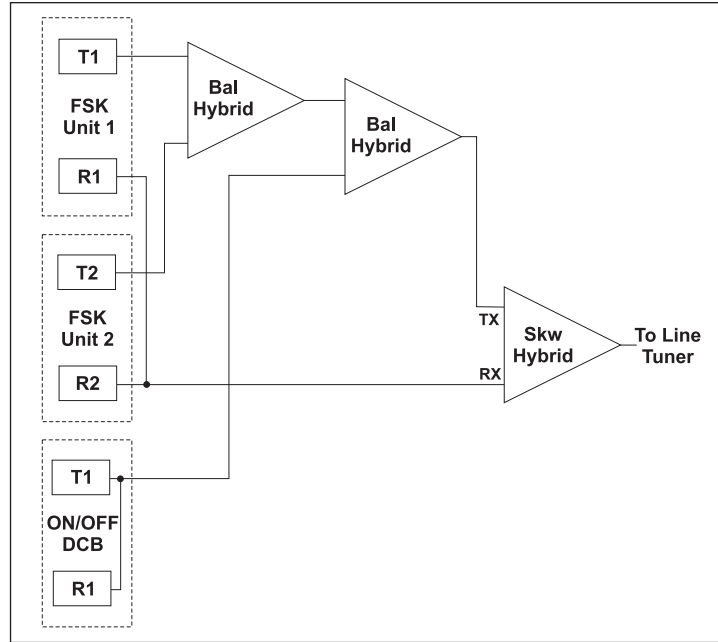 T1
FSK
Unit 1
R1
Bal
Hybrid
Bal
Hybrid
T2
FSK
Unit 2
R2
TX
RX
Skw
Hybrid
To Line
Tuner
T1
ON/OFF
DCB
R1